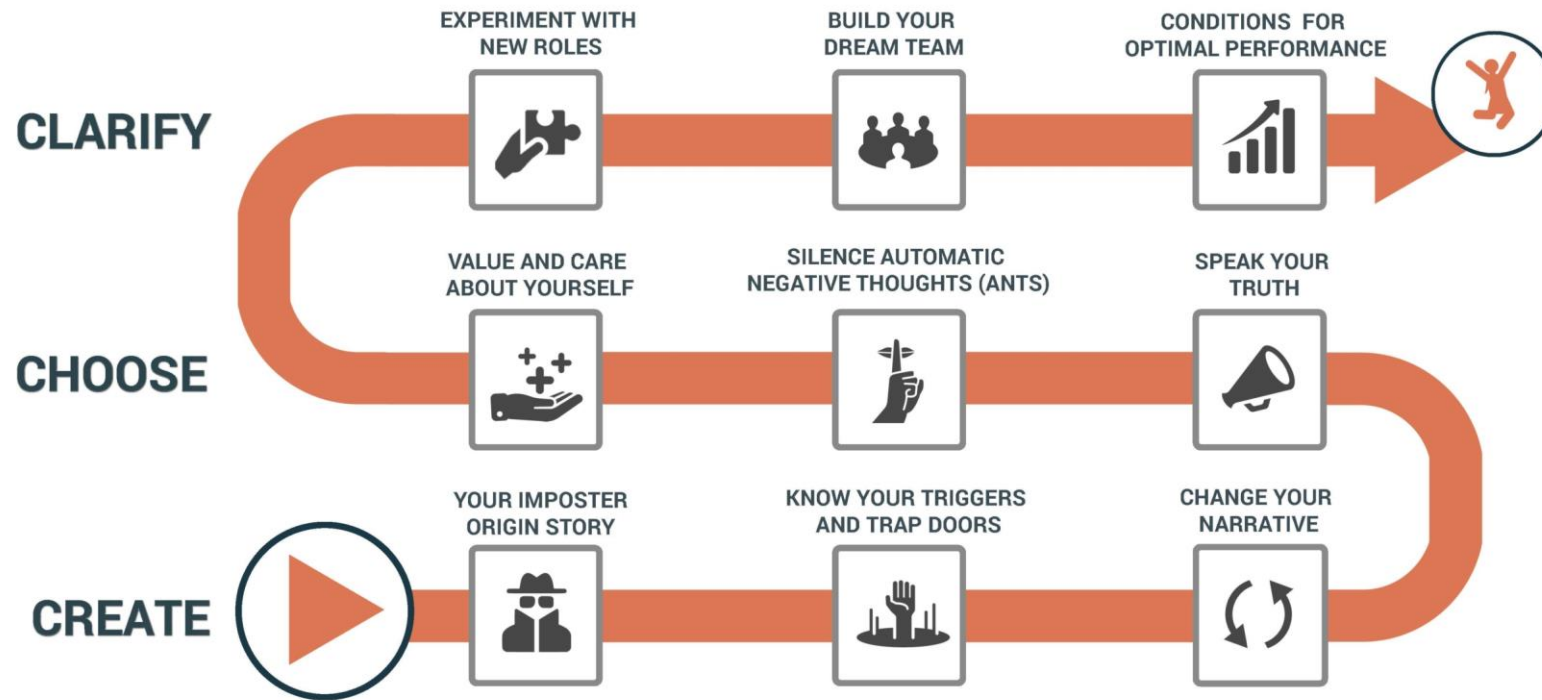 EXPERIMENT WITH
NEW ROLES
BUILD YOUR
DREAM TEAM
CONDITIONS FOR
OPTIMAL PERFORMANCE
CLARIFY
VALUE AND CARE
ABOUT YOURSELF
SILENCE AUTOMATIC
NEGATIVE THOUGHTS (ANTS)
SPEAK YOUR
TRUTH
CHOOSE
YOUR IMPOSTER
ORIGIN STORY
KNOW YOUR TRIGGERS
AND TRAP DOORS
CHANGE YOUR
NARRATIVE
CREATE